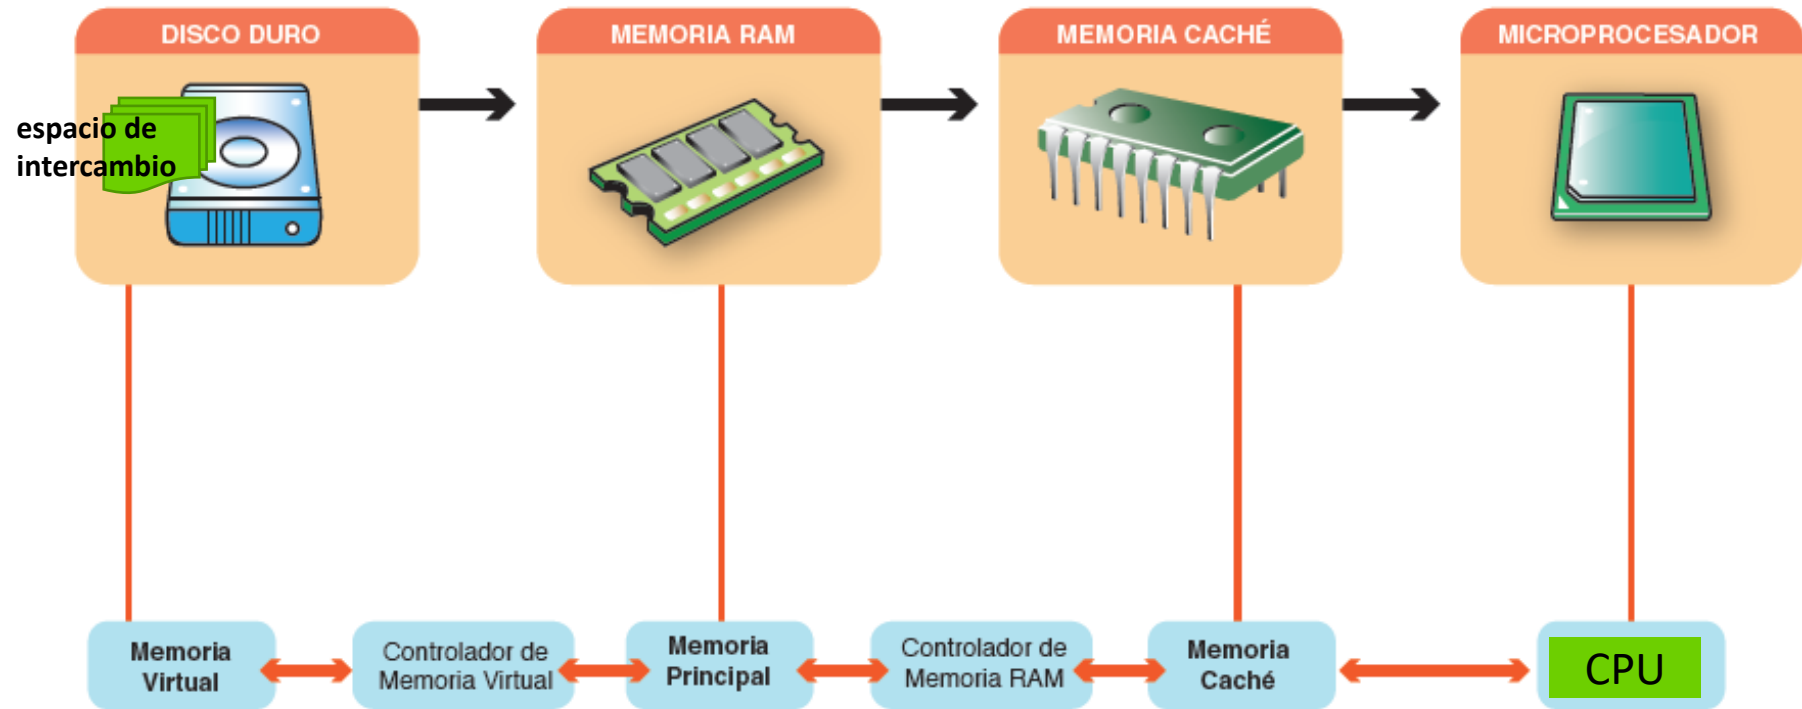 DISCO DURO
MEMORIA RAM
MEMORIA CACHÉ
MICROPROCESADOR
espacio de
intercambio
Memoria
Virtual
Controlador de
Memoria Virtual
Memoria
Principal
Controlador de
Memoria RAM
Memoria
Caché
CPU